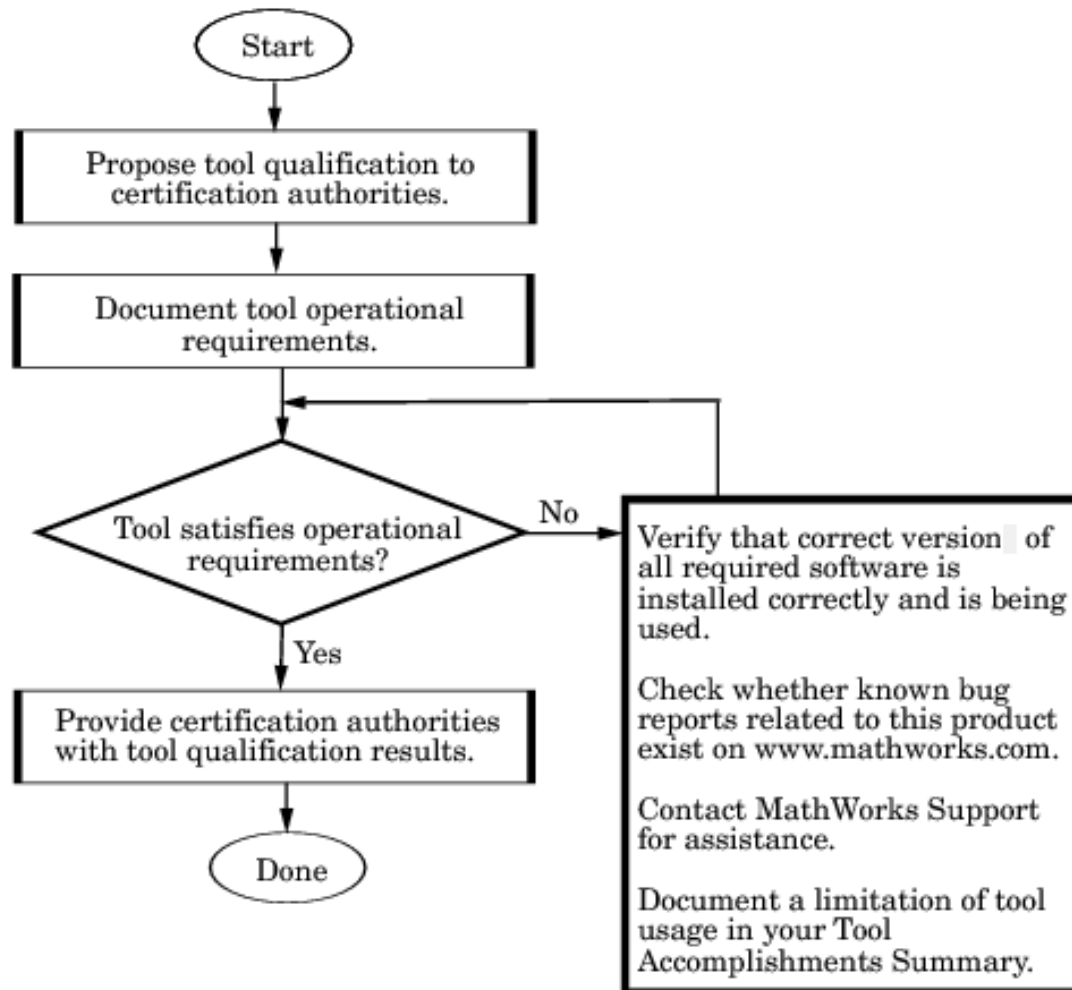 Start
Propose tool qualification to
certification authorities.
Document tool operational
requirements.
Tool satisfies operational
requirements?
No
Yes
Verify that correct version of
all required software is
installed correctly and is being
used.
Check whether known bug
reports related to this product
exist on www.mathworks.com.
Contact MathWorks Support
for assistance.
Document a limitation of tool
usage in your Tool
Accomplishments Summary.
Provide certification authorities
with tool qualification results.
Done